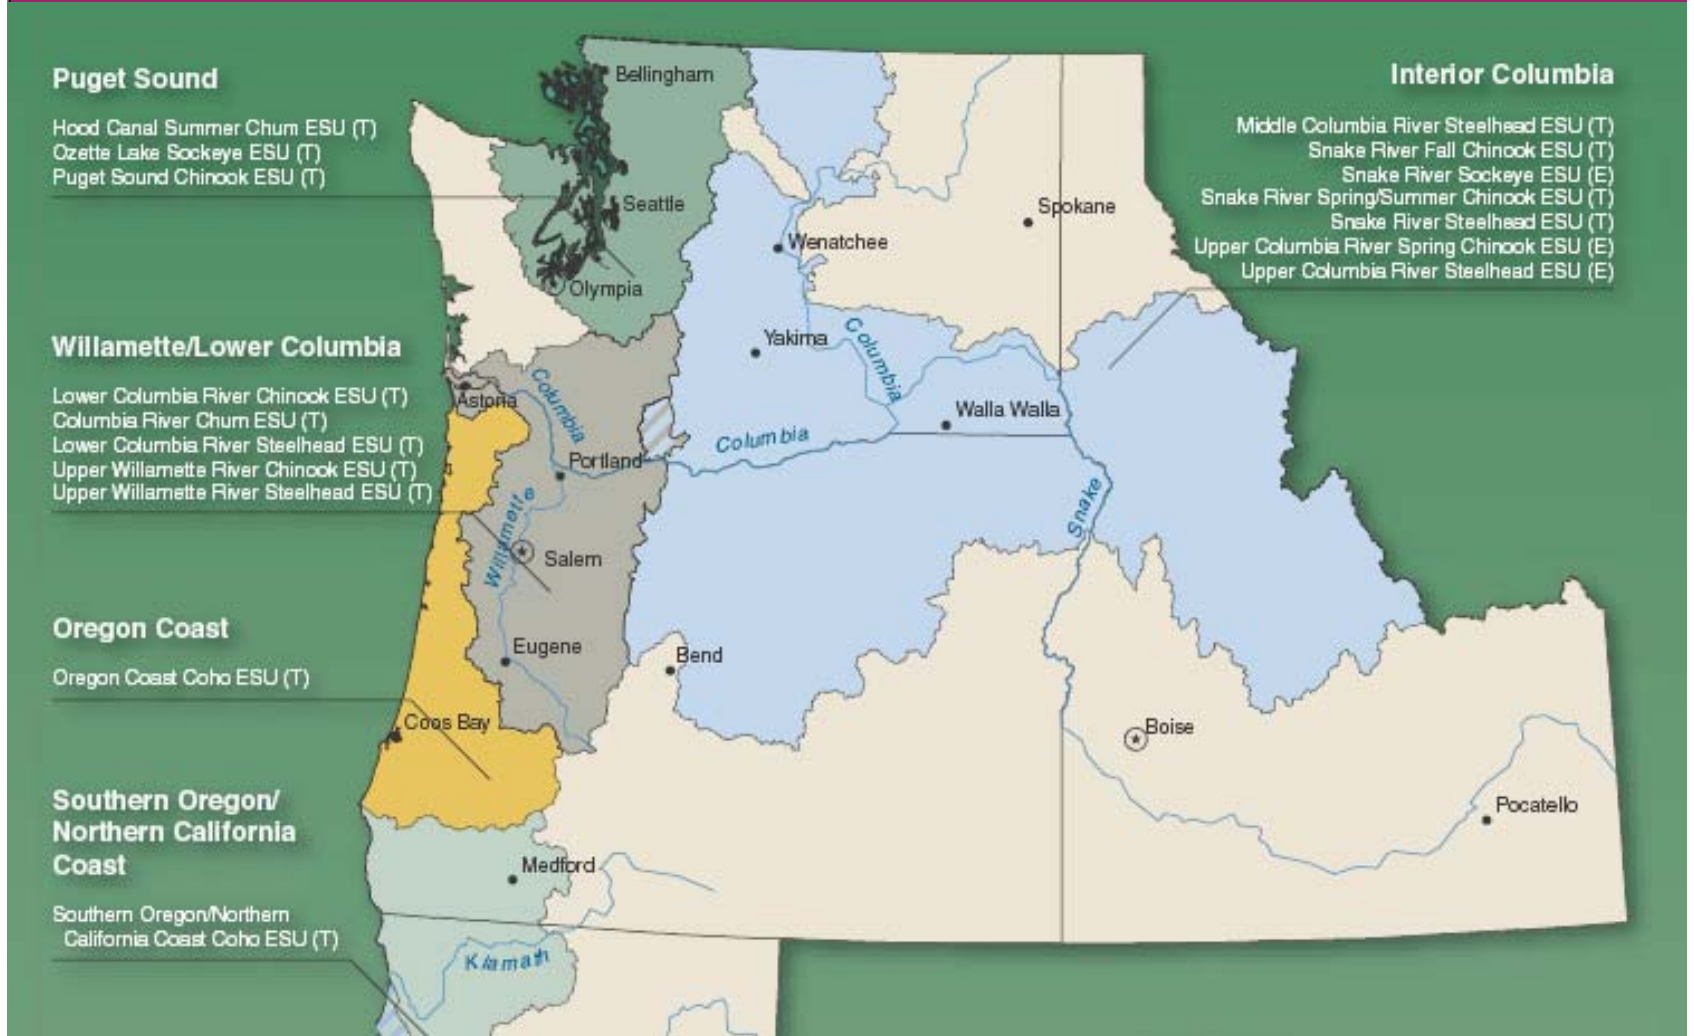 Puget Sound
Hood Canal Summer Chum ESU (T)
Ozette Lake Sockeye ESU (T)
Puget Sound Chinook ESU (T)
Willamette/Lower Columbia
Lower Columbia River Chinook ESU (T)
Columbia River Chum ESU (T)
Lower Columbia River Steelhead ESU (T)
Upper Willamette River Chinook ESU (T)
Upper Willamette River Steelhead ESU (T)
Oregon Coast
Oregon Coast Coho ESU (T)
Southern Oregon/
Northern California
Coast
Southern Oregon/Northern
California Coast Coho ESU (T)
Interior Columbia
Middle Columbia River Steelhead ESU (T)
Snake River Fall Chinook ESU (T)
Snake River Sockeye ESU (E)
Snake River Spring/Summer Chinook ESU (T)
Snake River Steelhead ESU (T)
Upper Columbia River Spring Chinook ESU (E)
Upper Columbia River Steelhead ESU (E)
Bellingham
Seattle
Spokane
Wenatchee
Olympia
Yakima
Columbia
Columbia
Astoria
Walla Walla
Columbia
Portland
Willamette
Snake
Salem
Eugene
Bend
Coos Bay
Boise
Pocatello
Medford
Klamath